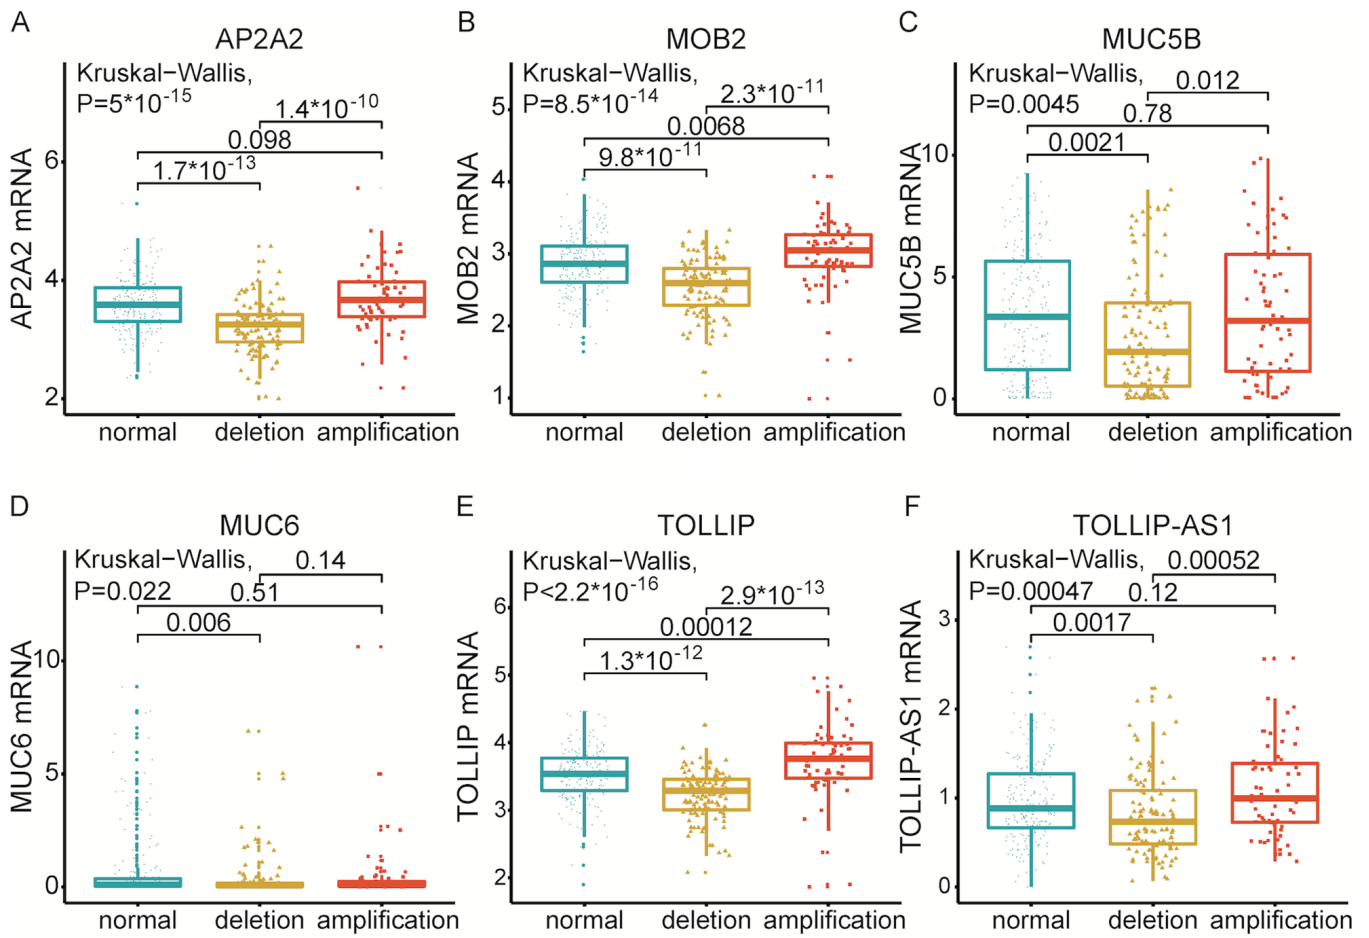 A
AP2A2
Kruskal−Wallis,
P=5*10-15
1.4*10-10
0.098
1.7*10-13
AP2A2 mRNA
6
4
2
normal deletion amplification
B
MOB2
Kruskal−Wallis,
P=8.5*10-14
2.3*10-11
0.0068
9.8*10-11
MOB2 mRNA
5
4
3
2
1
normal deletion amplification
C
MUC5B
Kruskal−Wallis,
P=0.0045
0.012
0.78
0.0021
MUC5B mRNA
10
5
0
normal deletion amplification
D
MUC6
Kruskal−Wallis,
P=0.022
0.14
0.51
0.006
MUC6 mRNA
10
5
0
normal deletion amplification
E
TOLLIP
Kruskal−Wallis,
P<2.2*10-16
2.9*10-13
0.00012
1.3*10-12
TOLLIP mRNA
6
5
4
3
2
normal deletion amplification
F
TOLLIP-AS1
Kruskal−Wallis,
P=0.00047
0.00052
0.12
0.0017
TOLLIP-AS1 mRNA
3
2
1
0
normal deletion amplification